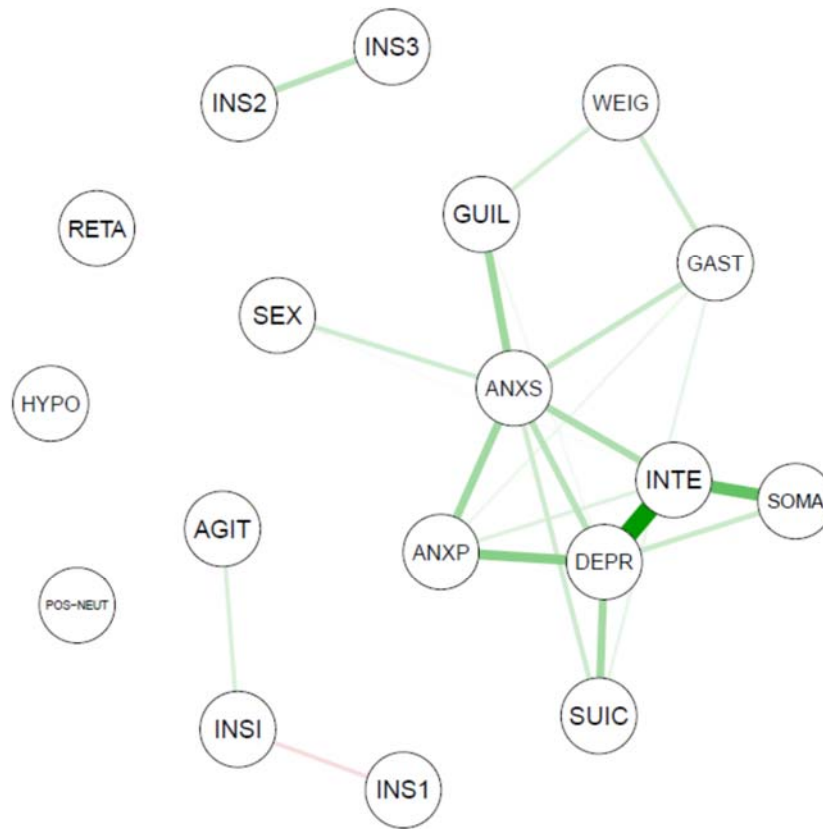 INS3
INS2
WEIG
GUIL
RETA
GAST
SEX
ANXS
HYPO
INTE
SOMA
AGIT
ANXP
DEPR
POS-NEUT
SUIC
INSI
INS1